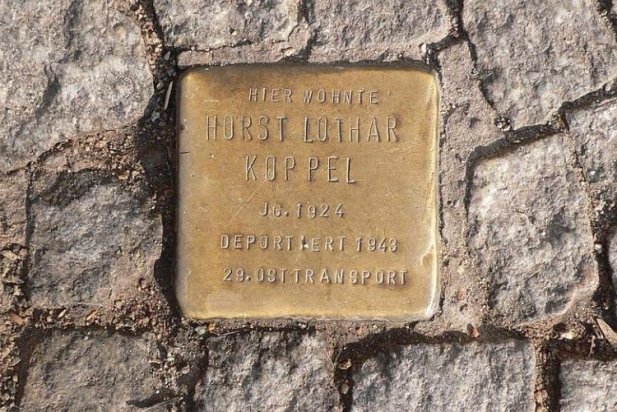 HIER WOHNTE
HORST LOTHAR
KOPPEL
JG. 1924
DEPORTIERT 1943
29. OSTTRANSPORT